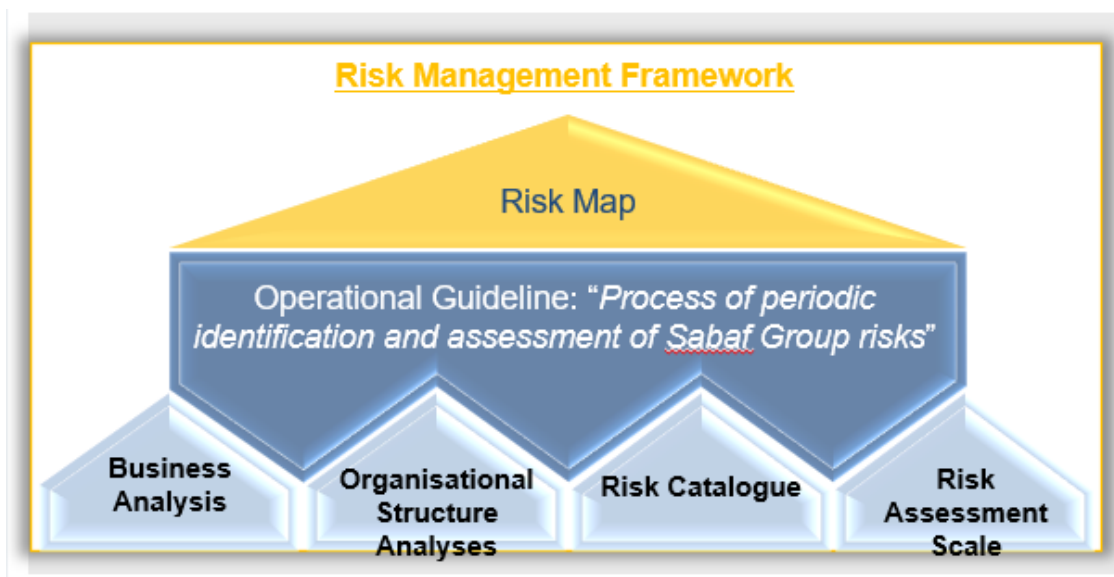 Risk Management Framework
Risk Map
Operational Guideline: “Process of periodic
identification and assessment of Sabaf Group risks”
Business
Analysis
Organisational
Structure
Analyses
Risk Catalogue
Risk
Assessment
Scale